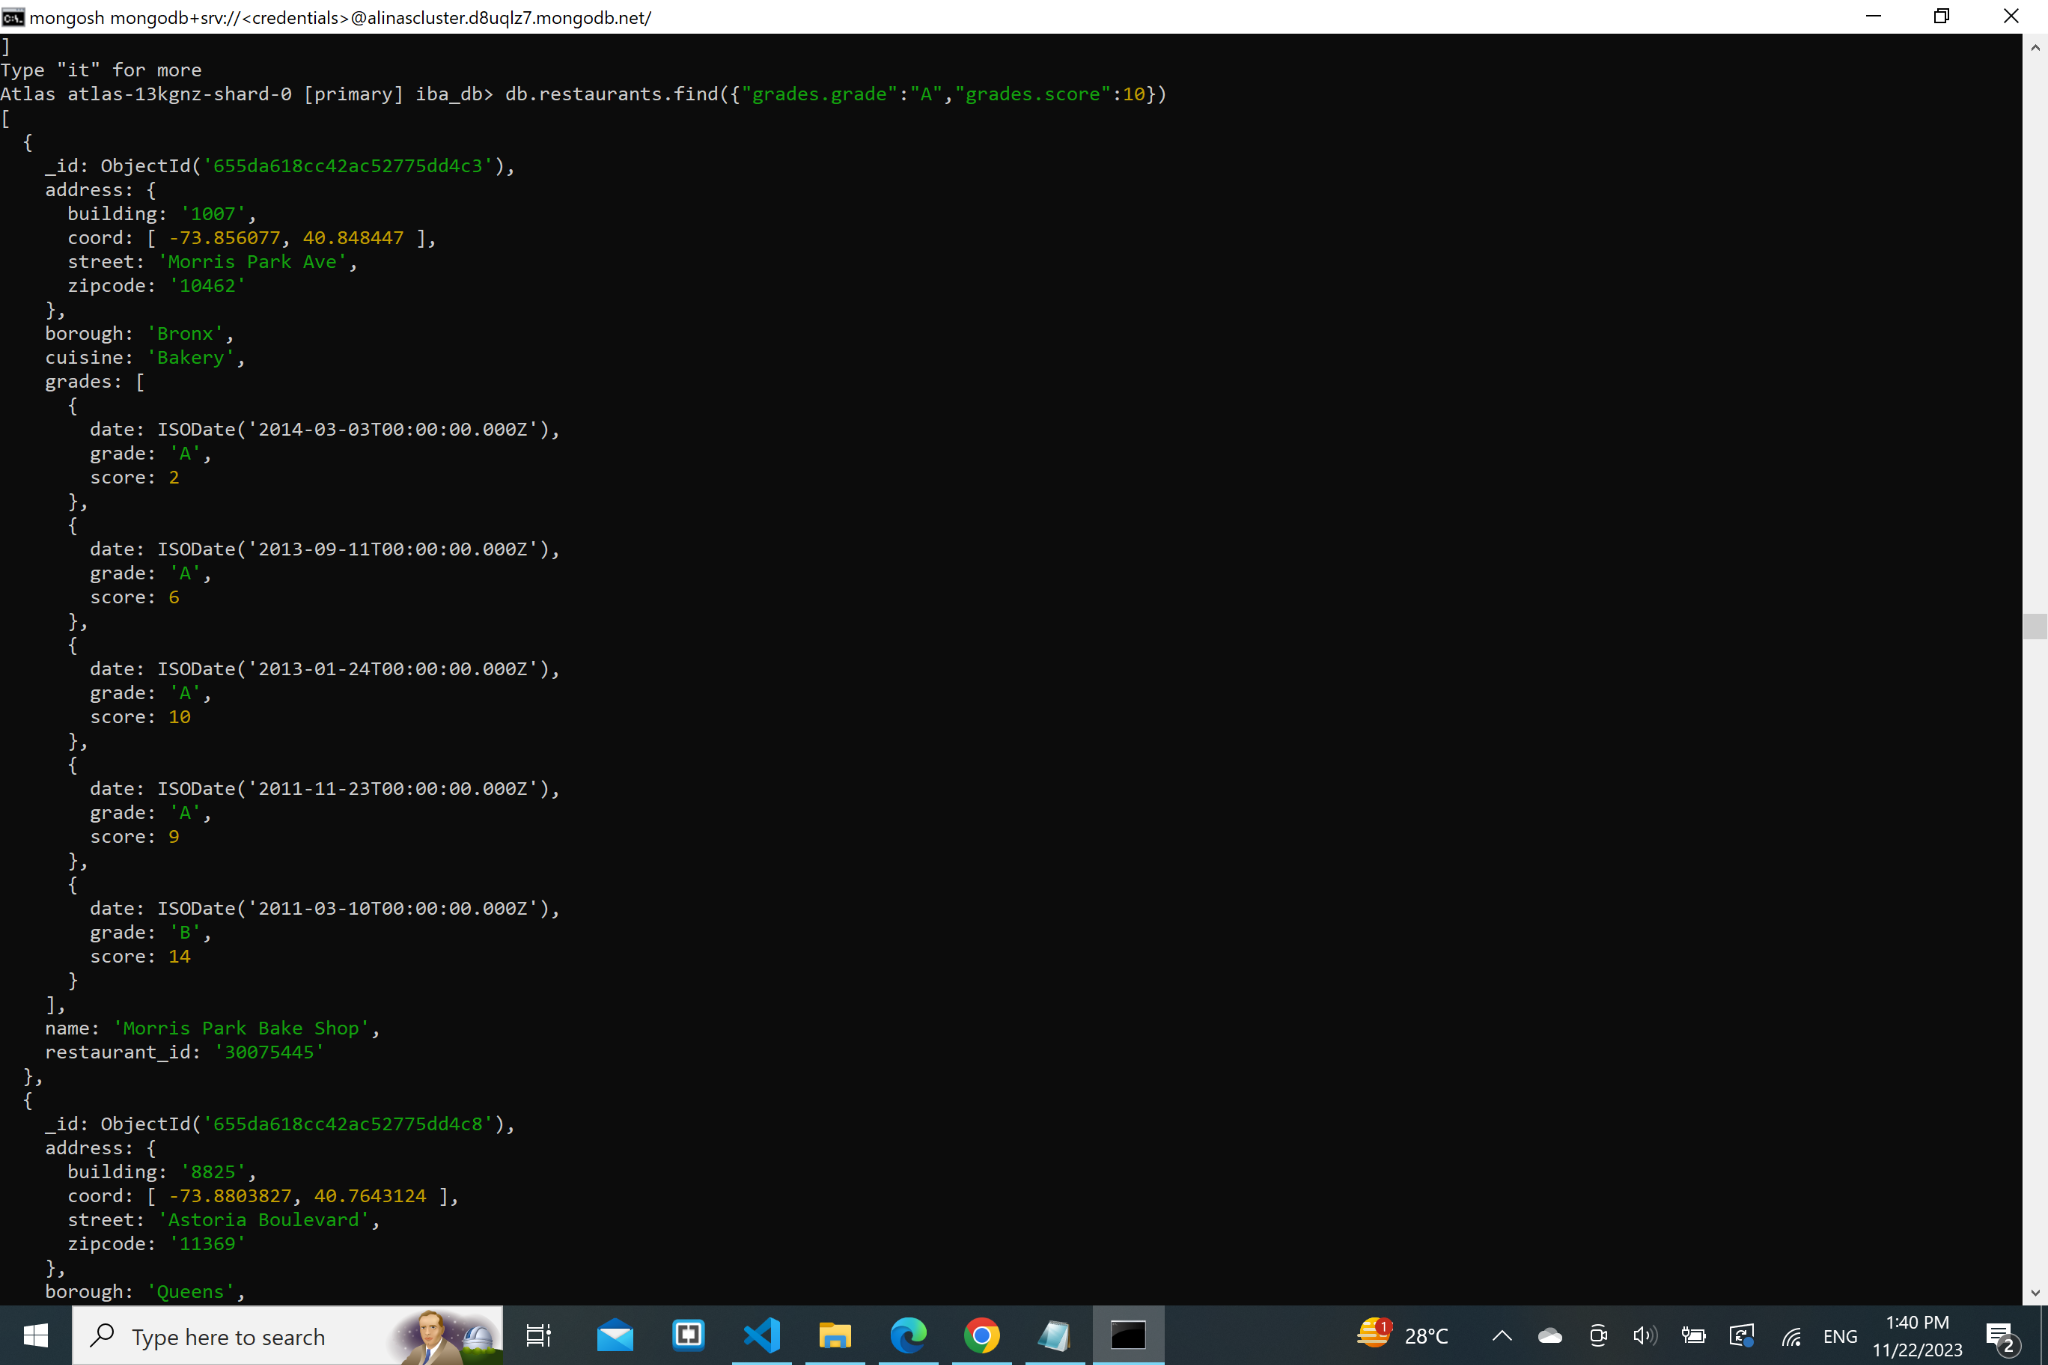 mongosh mongodb+srv://<credentials>@alinascluster.d8uqlz7.mongodb.net/
]
Type "it" for more
Atlas atlas-13kgnz-shard-0 [primary] iba_db> db.restaurants.find({"grades.grade":"A","grades.score":10})
[
  {
    _id: ObjectId('655da618cc42ac52775dd4c3'),
    address: {
      building: '1007',
      coord: [ -73.856077, 40.848447 ],
      street: 'Morris Park Ave',
      zipcode: '10462'
    },
    borough: 'Bronx',
    cuisine: 'Bakery',
    grades: [
      {
        date: ISODate('2014-03-03T00:00:00.000Z'),
        grade: 'A',
        score: 2
      },
      {
        date: ISODate('2013-09-11T00:00:00.000Z'),
        grade: 'A',
        score: 6
      },
      {
        date: ISODate('2013-01-24T00:00:00.000Z'),
        grade: 'A',
        score: 10
      },
      {
        date: ISODate('2011-11-23T00:00:00.000Z'),
        grade: 'A',
        score: 9
      },
      {
        date: ISODate('2011-03-10T00:00:00.000Z'),
        grade: 'B',
        score: 14
      }
    ],
    name: 'Morris Park Bake Shop',
    restaurant_id: '30075445'
  },
  {
    _id: ObjectId('655da618cc42ac52775dd4c8'),
    address: {
      building: '8825',
      coord: [ -73.8803827, 40.7643124 ],
      street: 'Astoria Boulevard',
      zipcode: '11369'
    },
    borough: 'Queens',
Type here to search
1
28°C
ENG
1:40 PM
11/22/2023
2